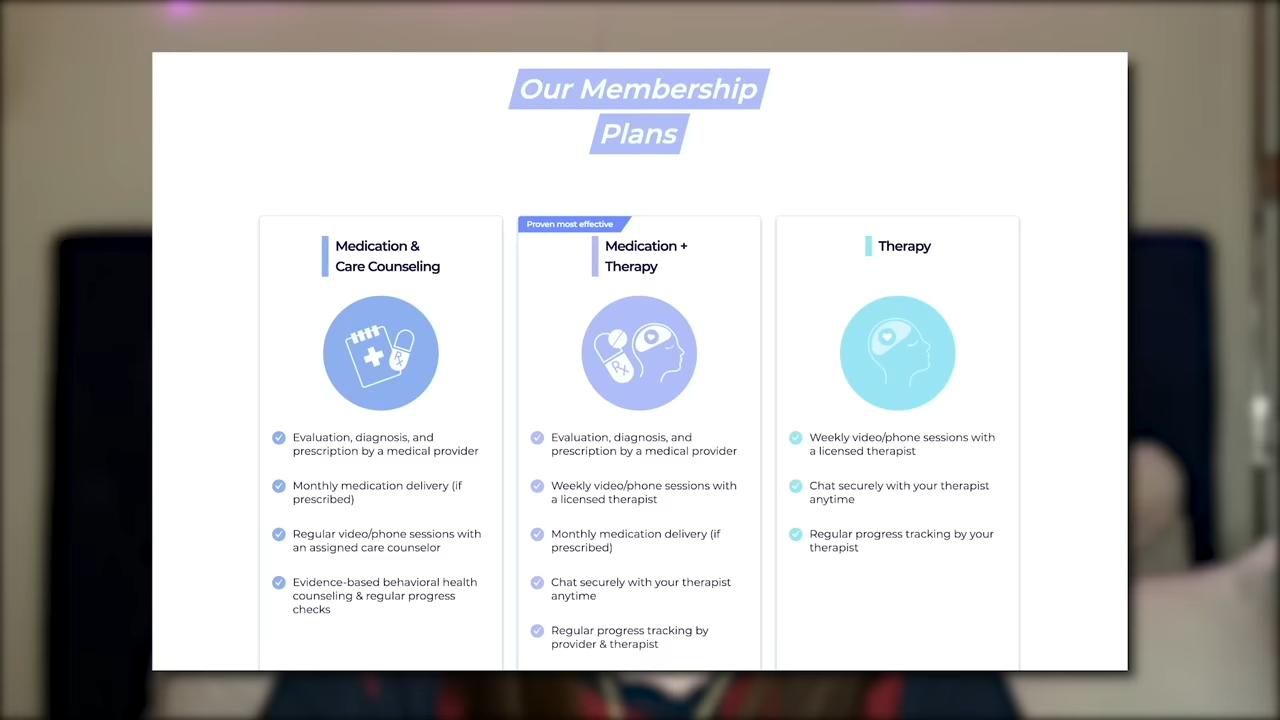 Our Membership
Plans
Medication &
Care Counseling
Rx
Evaluation, diagnosis, and
prescription by a medical provider
Monthly medication delivery (if
prescribed)
Regular video/phone sessions with
an assigned care counselor
Evidence-based behavioral health
counseling & regular progress
checks
Proven most effective
Medication +
Therapy
Rx
Evaluation, diagnosis, and
prescription by a medical provider
Weekly video/phone sessions with
a licensed therapist
Monthly medication delivery (if
prescribed)
Chat securely with your therapist
anytime
Regular progress tracking by
provider & therapist
Therapy
Weekly video/phone sessions with
a licensed therapist
Chat securely with your therapist
anytime
Regular progress tracking by your
therapist